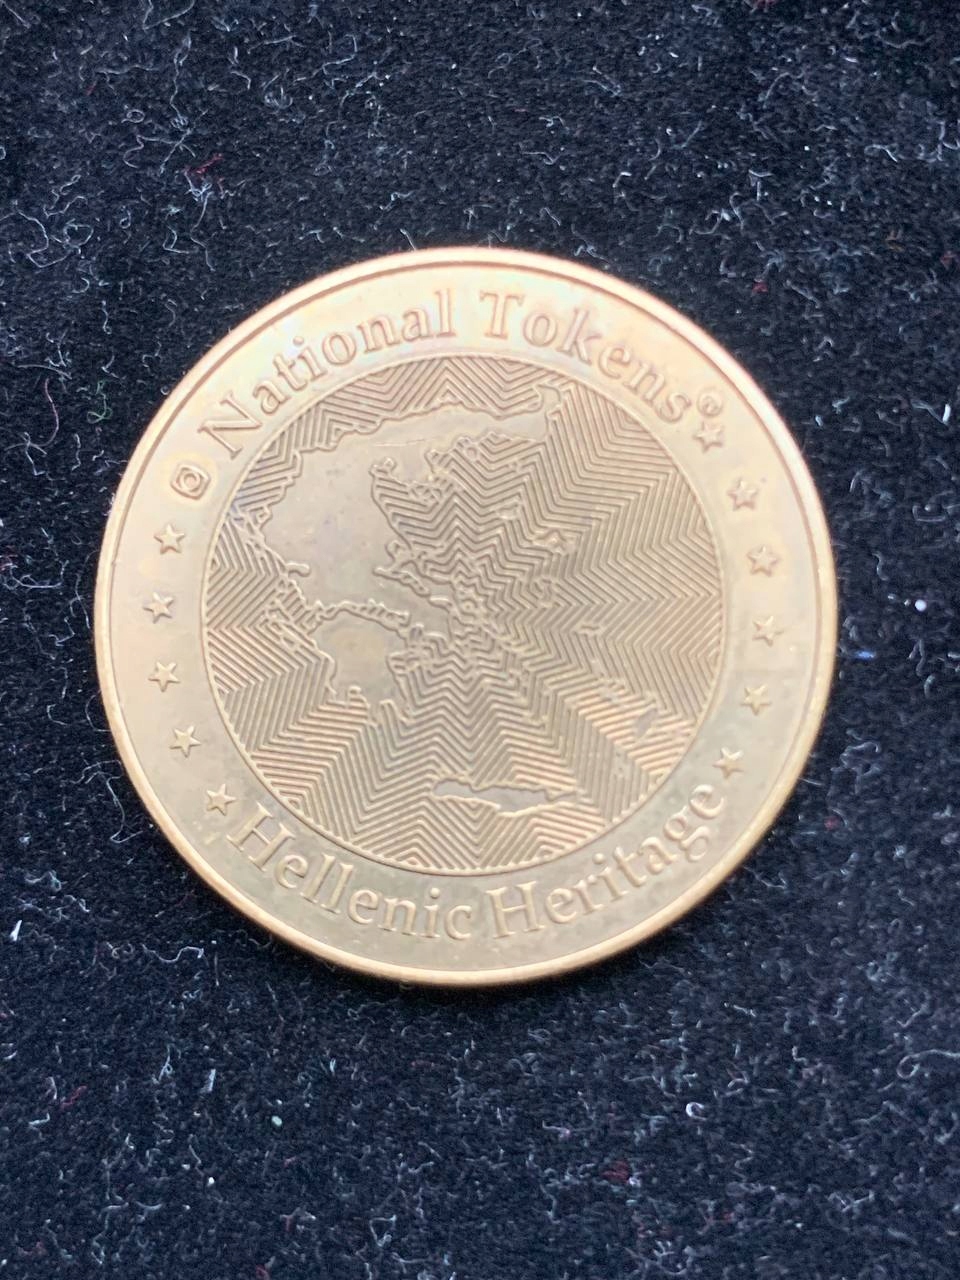 National Tokens®
Hellenic Heritage